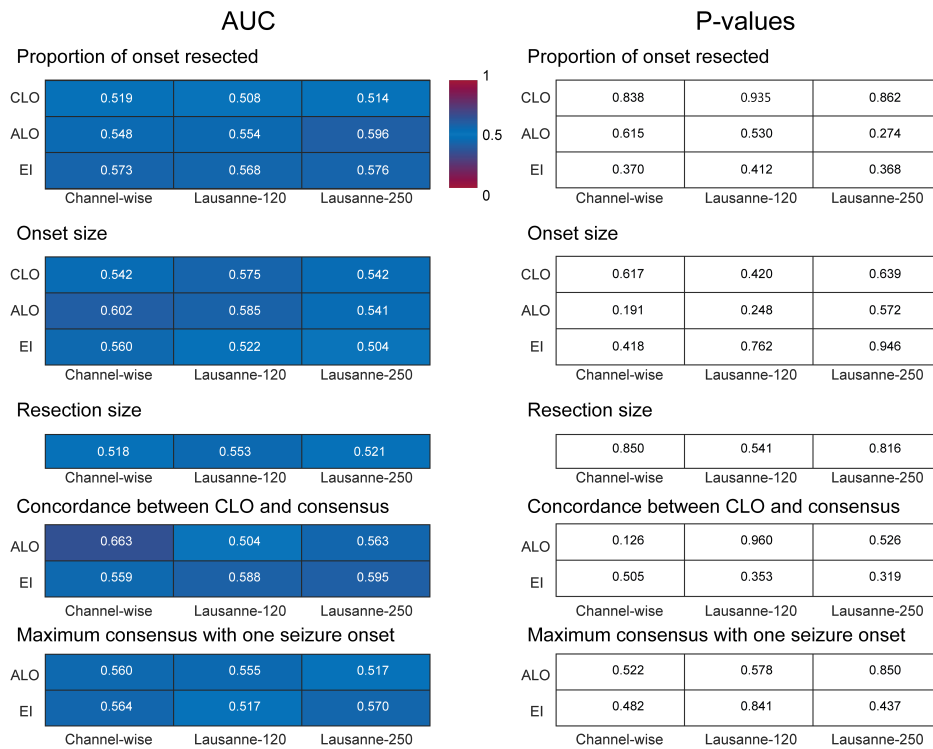 AUC
Proportion of onset resected
CLO 0.519 0.508 0.514
ALO 0.548 0.554 0.596
EI 0.573 0.568 0.576
Channel-wise Lausanne-120 Lausanne-250
1
0.5
0
Onset size
CLO 0.542 0.575 0.542
ALO 0.602 0.585 0.541
EI 0.560 0.522 0.504
Channel-wise Lausanne-120 Lausanne-250
Resection size
0.518 0.553 0.521
Channel-wise Lausanne-120 Lausanne-250
Concordance between CLO and consensus
ALO 0.663 0.504 0.563
EI 0.559 0.588 0.595
Channel-wise Lausanne-120 Lausanne-250
Maximum consensus with one seizure onset
ALO 0.560 0.555 0.517
EI 0.564 0.517 0.570
Channel-wise Lausanne-120 Lausanne-250
P-values
Proportion of onset resected
CLO 0.838 0.935 0.862
ALO 0.615 0.530 0.274
EI 0.370 0.412 0.368
Channel-wise Lausanne-120 Lausanne-250
Onset size
CLO 0.617 0.420 0.639
ALO 0.191 0.248 0.572
EI 0.418 0.762 0.946
Channel-wise Lausanne-120 Lausanne-250
Resection size
0.850 0.541 0.816
Channel-wise Lausanne-120 Lausanne-250
Concordance between CLO and consensus
ALO 0.126 0.960 0.526
EI 0.505 0.353 0.319
Channel-wise Lausanne-120 Lausanne-250
Maximum consensus with one seizure onset
ALO 0.522 0.578 0.850
EI 0.482 0.841 0.437
Channel-wise Lausanne-120 Lausanne-250